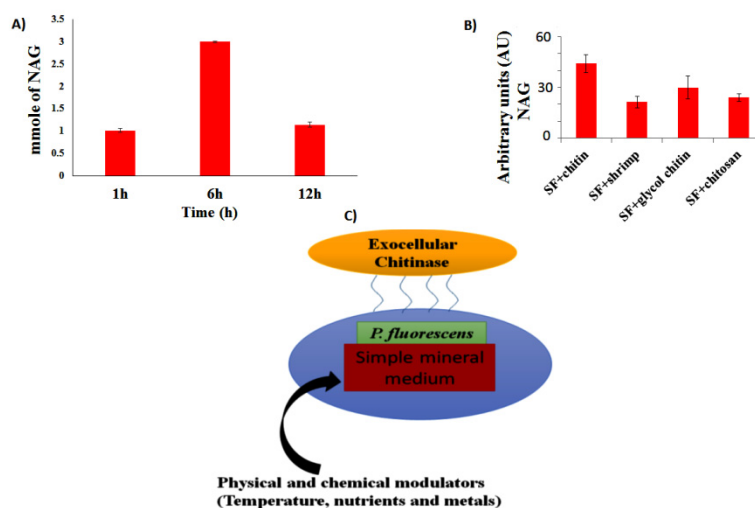 A)
mmole of NAG
3.5
3
2.5
2
1.5
1
0.5
0
1h 6h 12h
Time (h)
B)
Arbitrary units (AU)
NAG
60
30
0
SF+chitin
SF+shrimp
SF+glycol chitin
SF+chitosan
C)
Exocellular
Chitinase
P. fluorescens
Simple mineral
medium
Physical and chemical modulators
(Temperature, nutrients and metals)